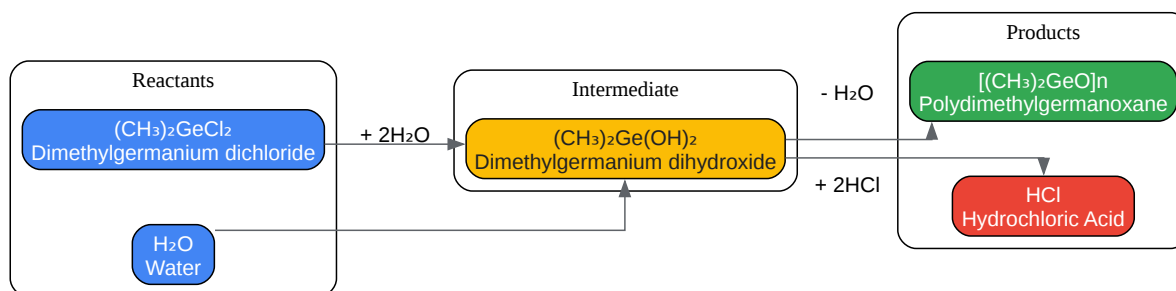 Reactants
(CH₃)₂GeCl₂
Dimethylgermanium dichloride
H₂O
Water
+ 2H₂O
Intermediate
(CH₃)₂Ge(OH)₂
Dimethylgermanium dihydroxide
- H₂O
+ 2HCl
Products
[(CH₃)₂GeO]n
Polydimethylgermanoxane
HCl
Hydrochloric Acid